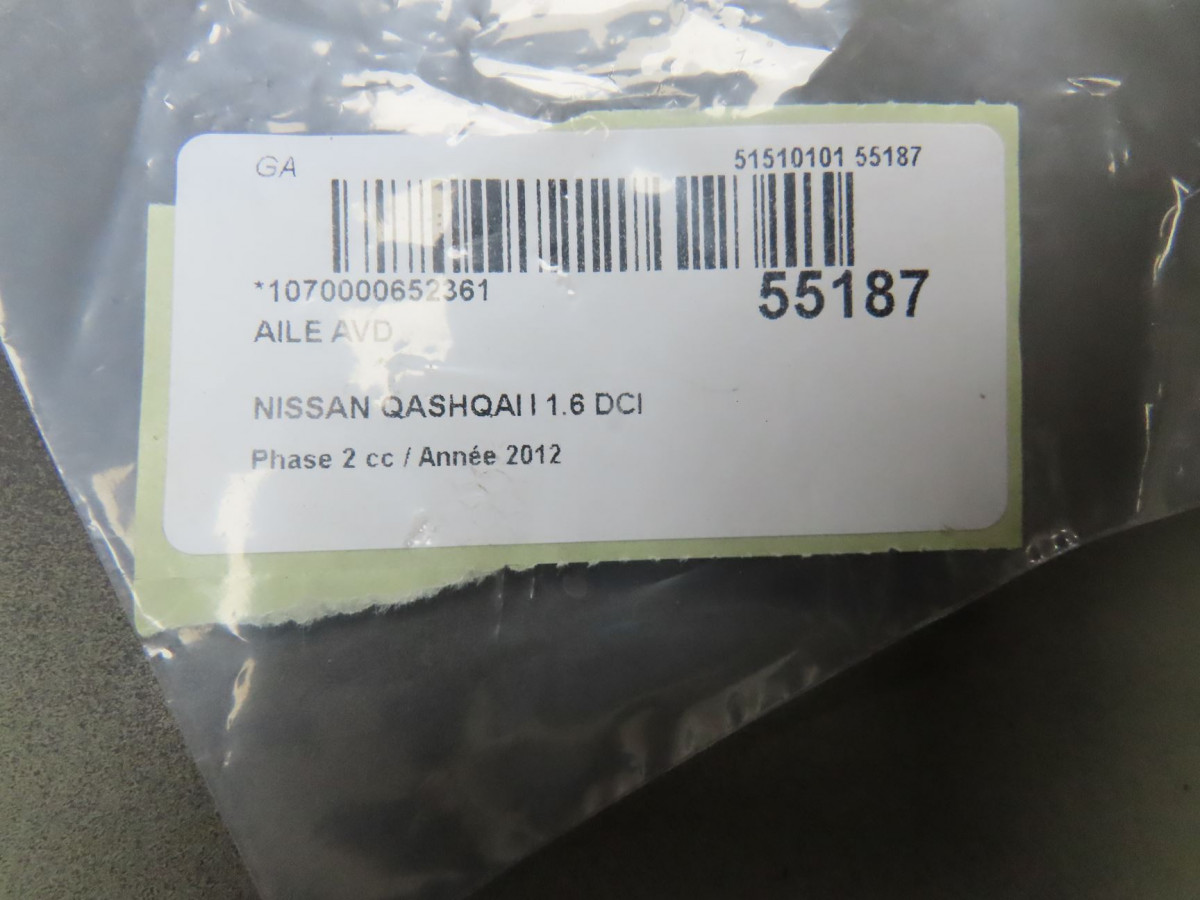 GA
51510101 55187
*1070000652361
55187
AILE AVD
NISSAN QASHQAI I 1.6 DCI
Phase 2 cc / Année 2012